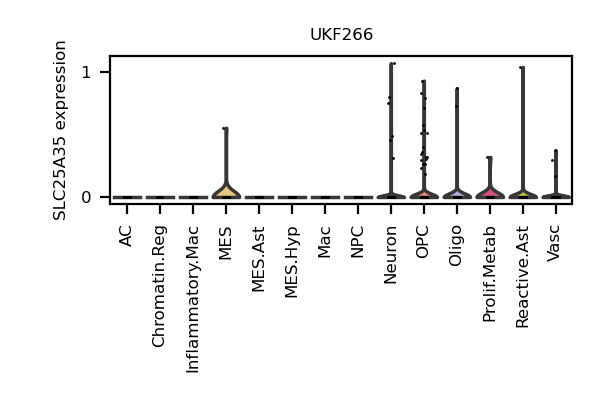 UKF266
SLC25A35 expression
1
0
AC
Chromatin.Reg
Inflammatory.Mac
MES
MES.Ast
MES.Hyp
Mac
NPC
Neuron
OPC
Oligo
Prolif.Metab
Reactive.Ast
Vasc